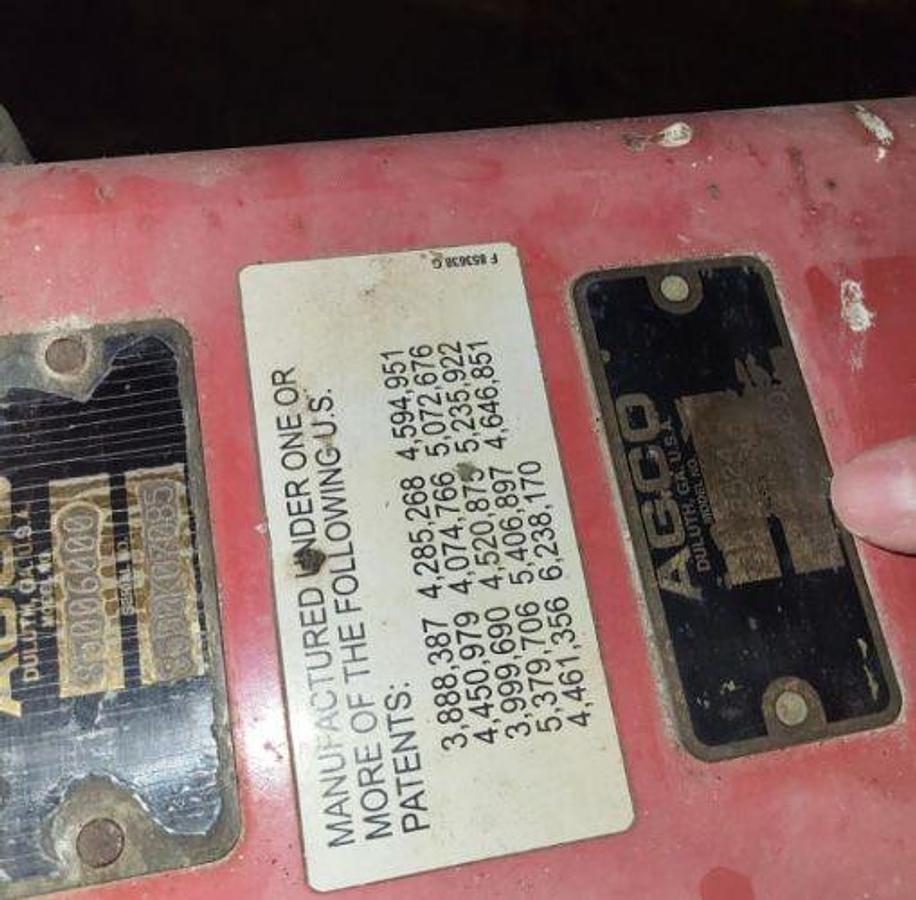 AGCO
DULUTH, GA. U.S.A.
MODEL NO.
95006000
SERIAL NO.
F 853638 G
MANUFACTURED UNDER ONE OR
MORE OF THE FOLLOWING U.S.
PATENTS:
3,888,387 4,285,268 4,594,951
4,450,979 4,074,766 5,072,676
3,999,690 4,520,875 5,235,922
5,379,706 5,406,897 4,646,851
4,461,356 6,238,170
AGCO
DULUTH, GA. U.S.A.
MODEL NO.